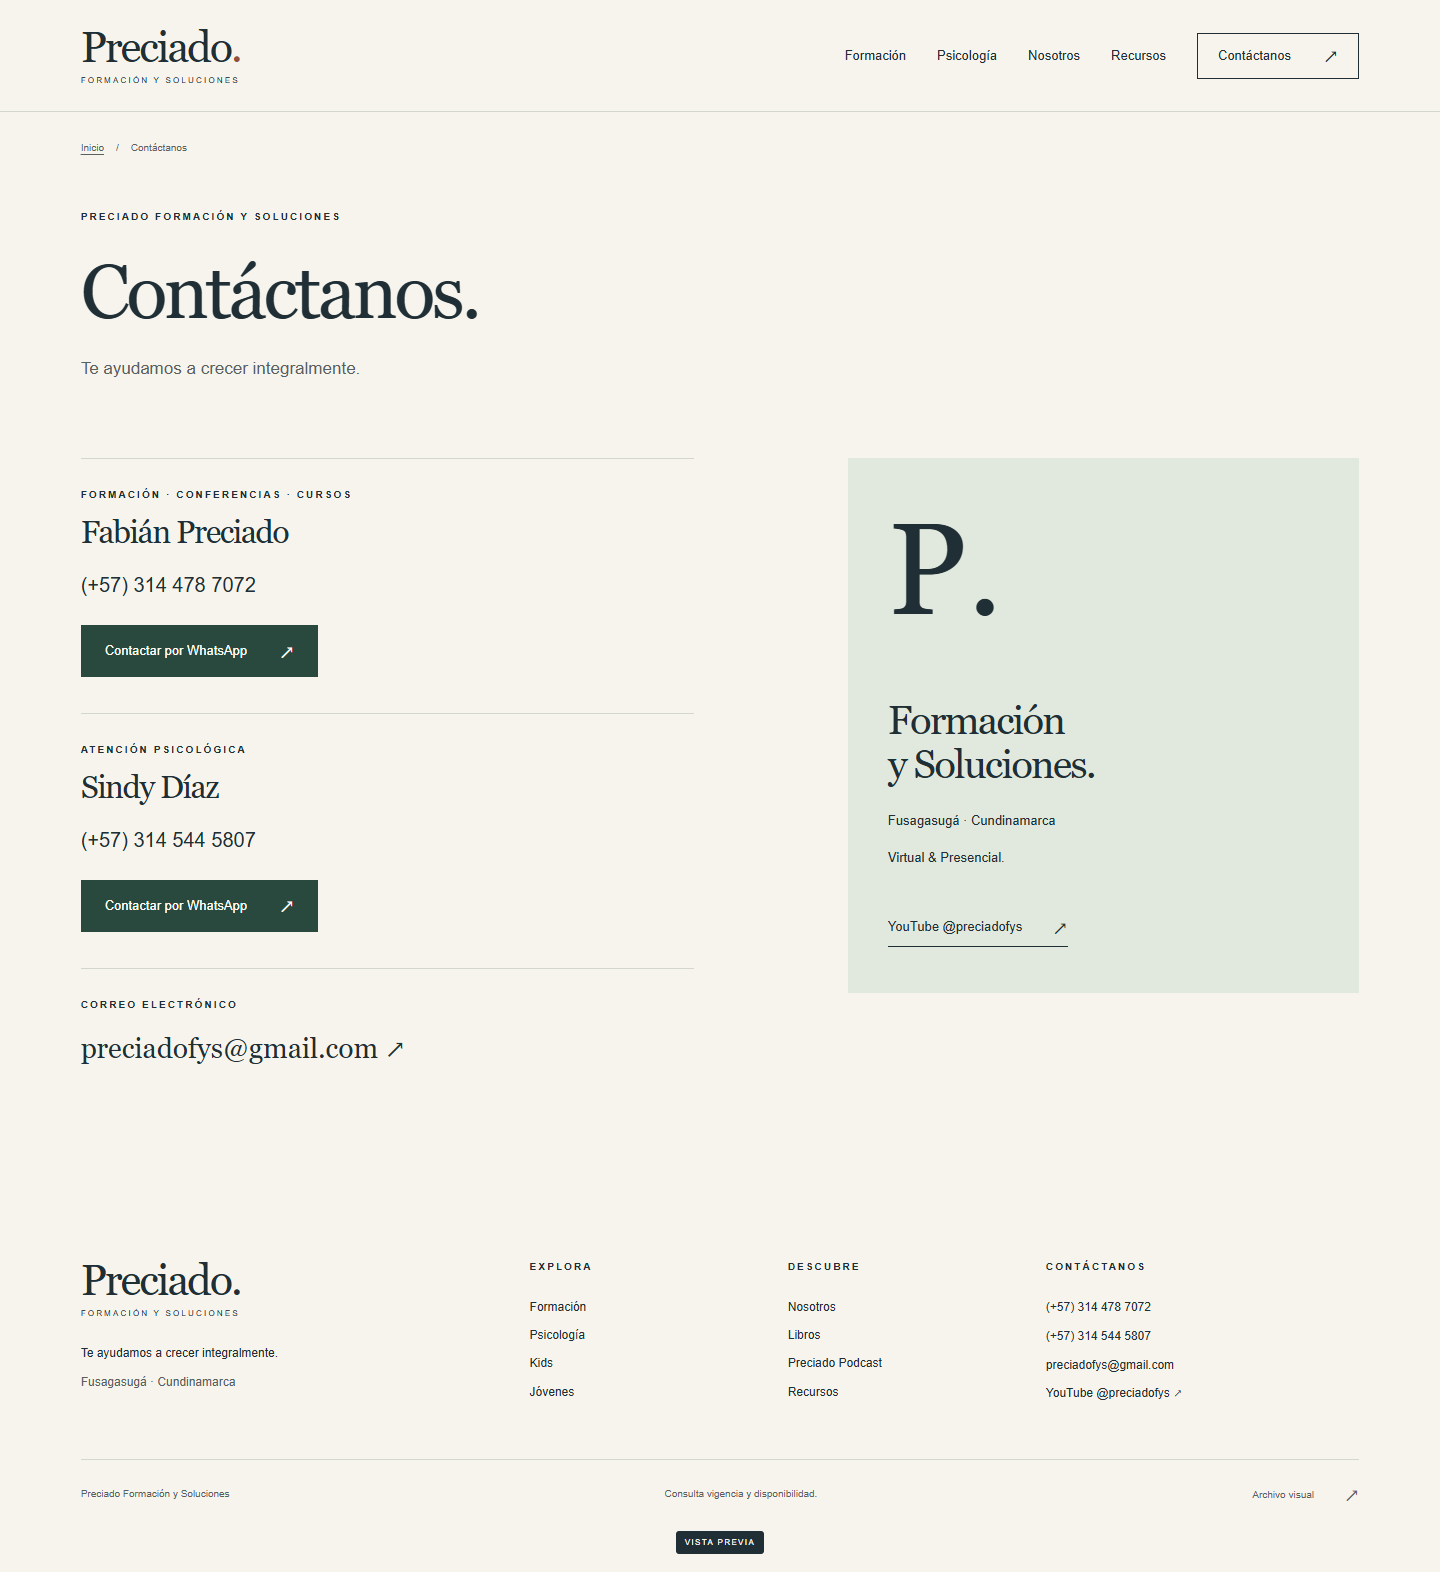 Preciado.
FORMACIÓN Y SOLUCIONES
Formación
Psicología
Nosotros
Recursos
Contáctanos ↗
Inicio / Contáctanos
PRECIADO FORMACIÓN Y SOLUCIONES
Contáctanos.
Te ayudamos a crecer integralmente.
FORMACIÓN · CONFERENCIAS · CURSOS
Fabián Preciado
(+57) 314 478 7072
Contactar por WhatsApp ↗
ATENCIÓN PSICOLÓGICA
Sindy Díaz
(+57) 314 544 5807
Contactar por WhatsApp ↗
CORREO ELECTRÓNICO
preciadofys@gmail.com ↗
P.
Formación
y Soluciones.
Fusagasugá · Cundinamarca
Virtual & Presencial.
YouTube @preciadofys ↗
Preciado.
FORMACIÓN Y SOLUCIONES
Te ayudamos a crecer integralmente.
Fusagasugá · Cundinamarca
EXPLORA
Formación
Psicología
Kids
Jóvenes
DESCUBRE
Nosotros
Libros
Preciado Podcast
Recursos
CONTÁCTANOS
(+57) 314 478 7072
(+57) 314 544 5807
preciadofys@gmail.com
YouTube @preciadofys ↗
Preciado Formación y Soluciones
Consulta vigencia y disponibilidad.
Archivo visual ↗
VISTA PREVIA